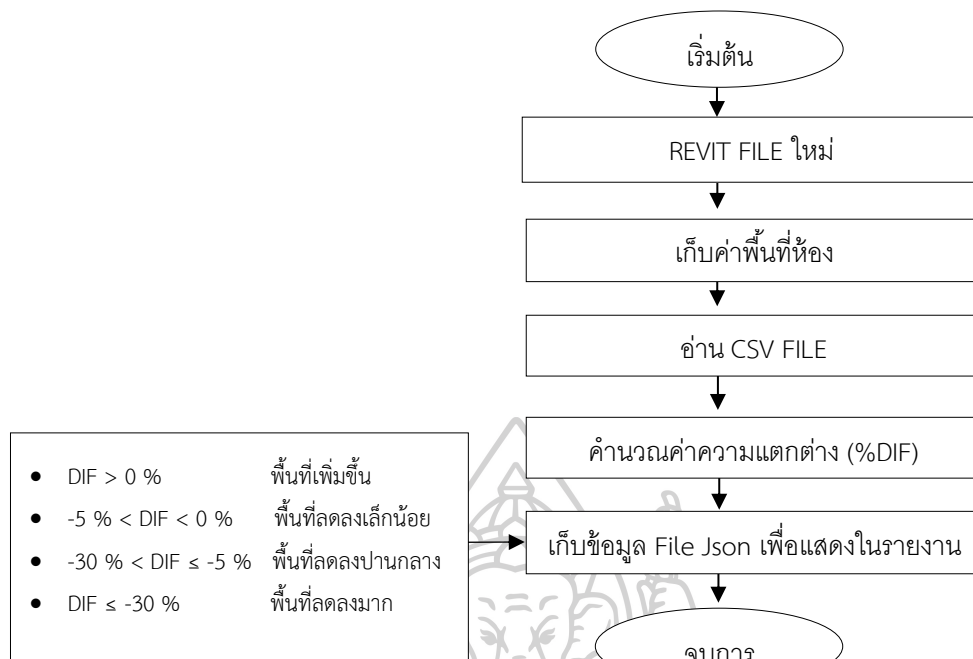 เริ่มต้น
REVIT FILE ใหม่
เก็บค่าพื้นที่ห้อง
อ่าน CSV FILE
คำนวณค่าความแตกต่าง (%DIF)
เก็บข้อมูล File Json เพื่อแสดงในรายงาน
• DIF > 0 % พื้นที่เพิ่มขึ้น
• -5 % < DIF < 0 % พื้นที่ลดลงเล็กน้อย
• -30 % < DIF ≤ -5 % พื้นที่ลดลงปานกลาง
• DIF ≤ -30 % พื้นที่ลดลงมาก
จบการ